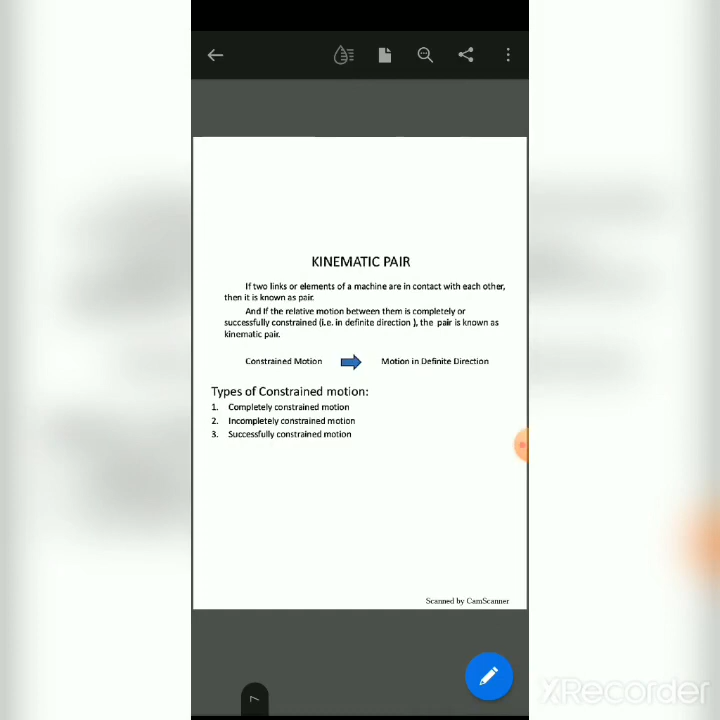 KINEMATIC PAIR
If two links or elements of a machine are in contact with each other,
then it is known as pair.
And if the relative motion between them is completely or
successfully constrained (i.e. in definite direction ), the pair is known as
kinematic pair.
Constrained Motion Motion in Definite Direction
Types of Constrained motion:
1. Completely constrained motion
2. Incompletely constrained motion
3. Successfully constrained motion
Scanned by CamScanner
7
XRecorder